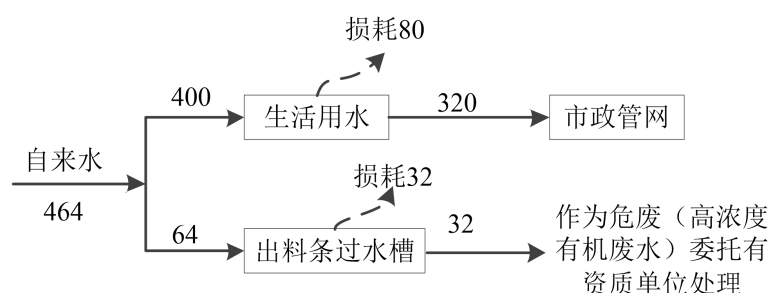 损耗80
400
生活用水
320
市政管网
自来水
464
损耗32
64
出料条过水槽
32
作为危废（高浓度
有机废水）委托有
资质单位处理